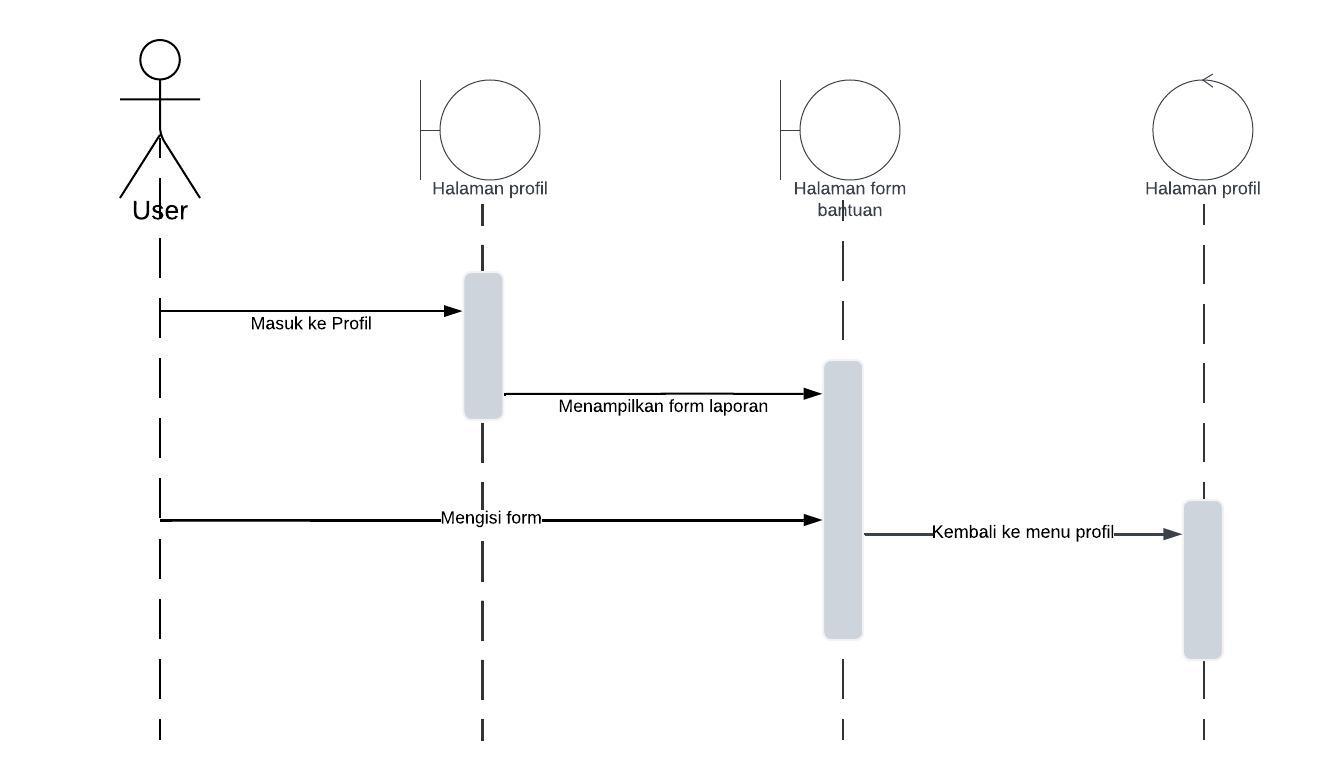 User
Halaman profil
Halaman form
bantuan
Halaman profil
Masuk ke Profil
Menampilkan form laporan
Mengisi form
Kembali ke menu profil